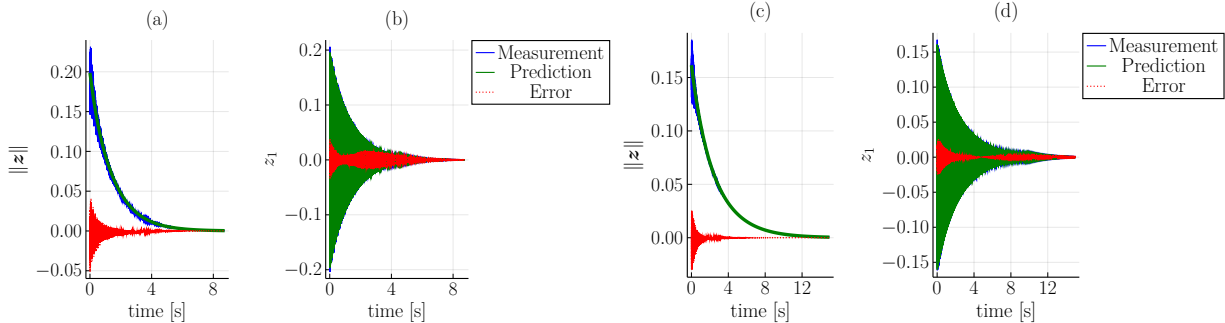 (a)
0.20
0.15
0.10
0.05
0.00
−0.05
‖z‖
0 4 8
time [s]
(b)
0.2
0.1
0.0
−0.1
−0.2
z₁
0 4 8
time [s]
Measurement
Prediction
Error
(c)
0.15
0.10
0.05
0.00
‖z‖
0 4 8 12
time [s]
(d)
0.15
0.10
0.05
0.00
−0.05
−0.10
−0.15
z₁
0 4 8 12
time [s]
Measurement
Prediction
Error